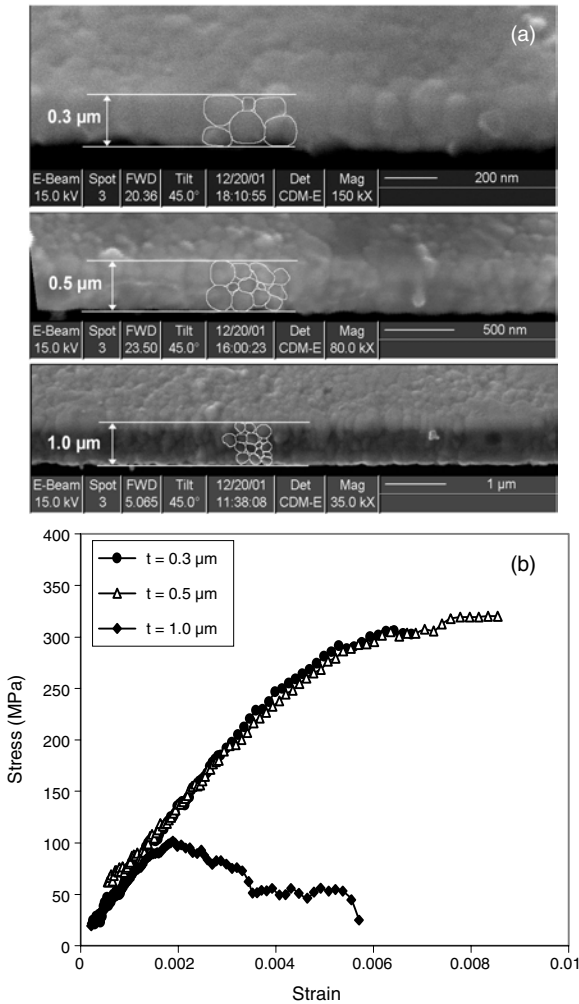 (a)
0.3 µm
E-Beam Spot FWD Tilt 12/20/01 Det Mag 200 nm
15.0 kV 3 20.36 45.0° 18:10:55 CDM-E 150 kX
0.5 µm
E-Beam Spot FWD Tilt 12/20/01 Det Mag 500 nm
15.0 kV 3 23.50 45.0° 16:00:23 CDM-E 80.0 kX
1.0 µm
E-Beam Spot FWD Tilt 12/20/01 Det Mag 1 µm
15.0 kV 3 5.065 45.0° 11:38:08 CDM-E 35.0 kX
400
(b)
t = 0.3 µm
350
t = 0.5 µm
300
t = 1.0 µm
250
Stress (MPa)
200
150
100
50
0
0 0.002 0.004 0.006 0.008 0.01
Strain